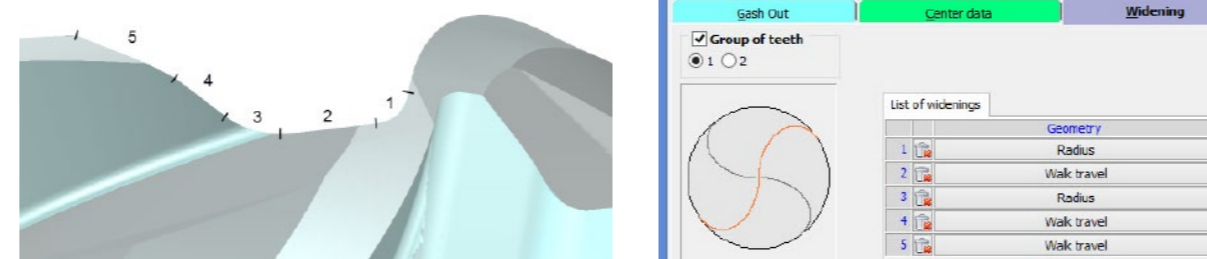 5
4
3
2
1
Gash Out Center data Widening
Group of teeth
1 2
List of widenings
Geometry
1 Radius
2 Walk travel
3 Radius
4 Walk travel
5 Walk travel